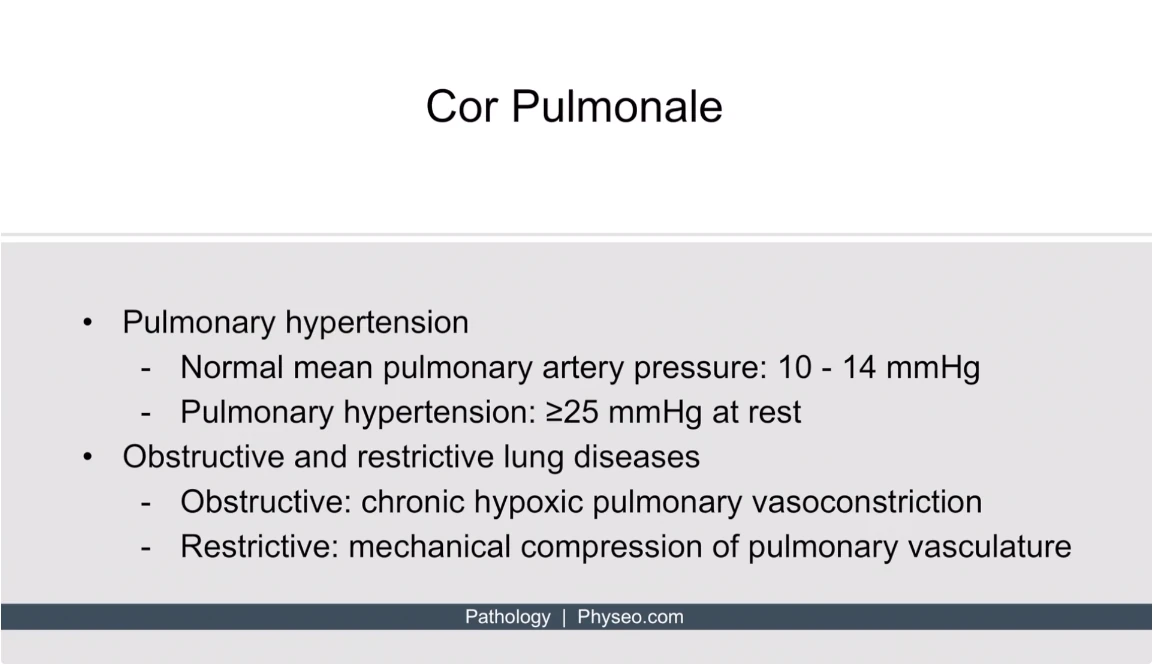 Cor Pulmonale
• Pulmonary hypertension
- Normal mean pulmonary artery pressure: 10 - 14 mmHg
- Pulmonary hypertension: ≥25 mmHg at rest
• Obstructive and restrictive lung diseases
- Obstructive: chronic hypoxic pulmonary vasoconstriction
- Restrictive: mechanical compression of pulmonary vasculature
Pathology | Physeo.com